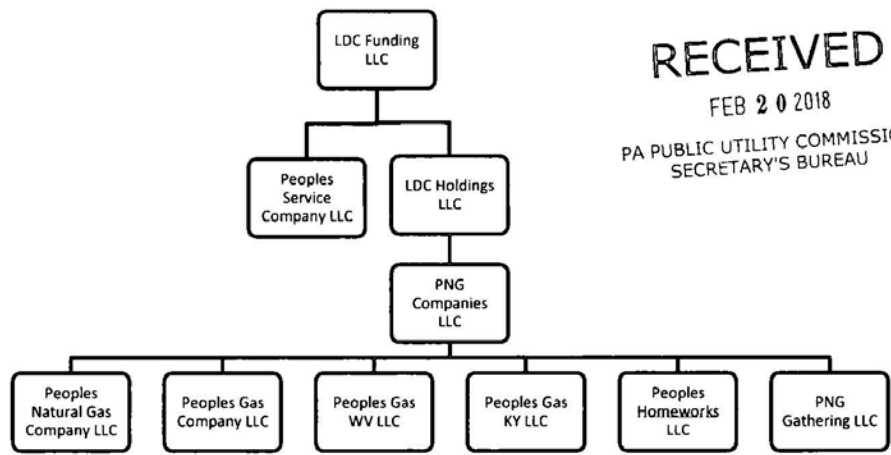 LDC Funding
LLC
RECEIVED
FEB 20 2018
PA PUBLIC UTILITY COMMISSI
SECRETARY'S BUREAU
Peoples
Service
Company LLC
LDC Holdings
LLC
PNG
Companies
LLC
Peoples
Natural Gas
Company LLC
Peoples Gas
Company LLC
Peoples Gas
WV LLC
Peoples Gas
KY LLC
Peoples
Homeworks
LLC
PNG
Gathering LLC